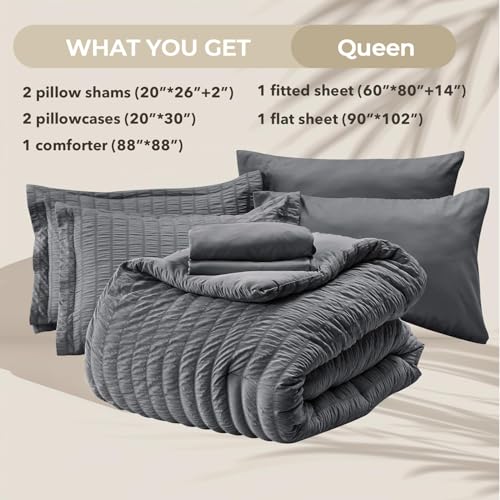 WHAT YOU GET Queen
2 pillow shams (20”*26”+2”)
2 pillowcases (20”*30”)
1 comforter (88”*88”)
1 fitted sheet (60”*80”+14”)
1 flat sheet (90”*102”)